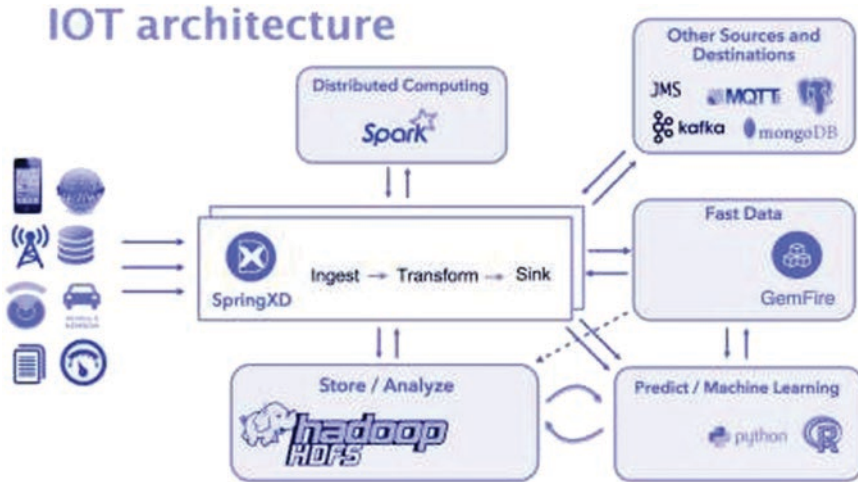 IOT architecture
Distributed Computing
Spark
Other Sources and
Destinations
JMS
MQTT
kafka
mongoDB
SpringXD
Ingest → Transform → Sink
Fast Data
GemFire
Store / Analyze
hadoop
HDFS
Predict / Machine Learning
python
R